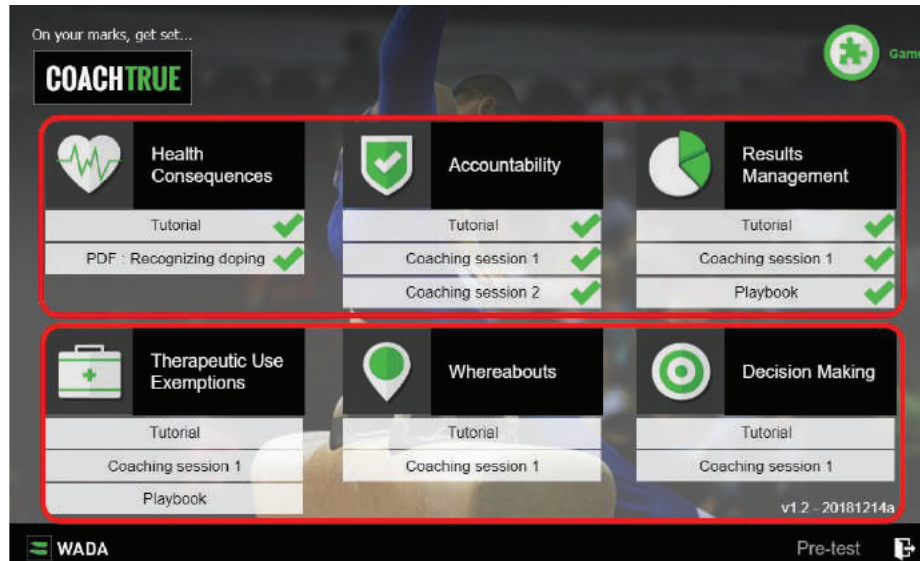 On your marks, get set...
COACHTRUE
Game
Health
Consequences
Tutorial
PDF : Recognizing doping
Accountability
Tutorial
Coaching session 1
Coaching session 2
Results
Management
Tutorial
Coaching session 1
Playbook
Therapeutic Use
Exemptions
Tutorial
Coaching session 1
Playbook
Whereabouts
Tutorial
Coaching session 1
Decision Making
Tutorial
Coaching session 1
v1.2 - 20181214a
WADA
Pre-test